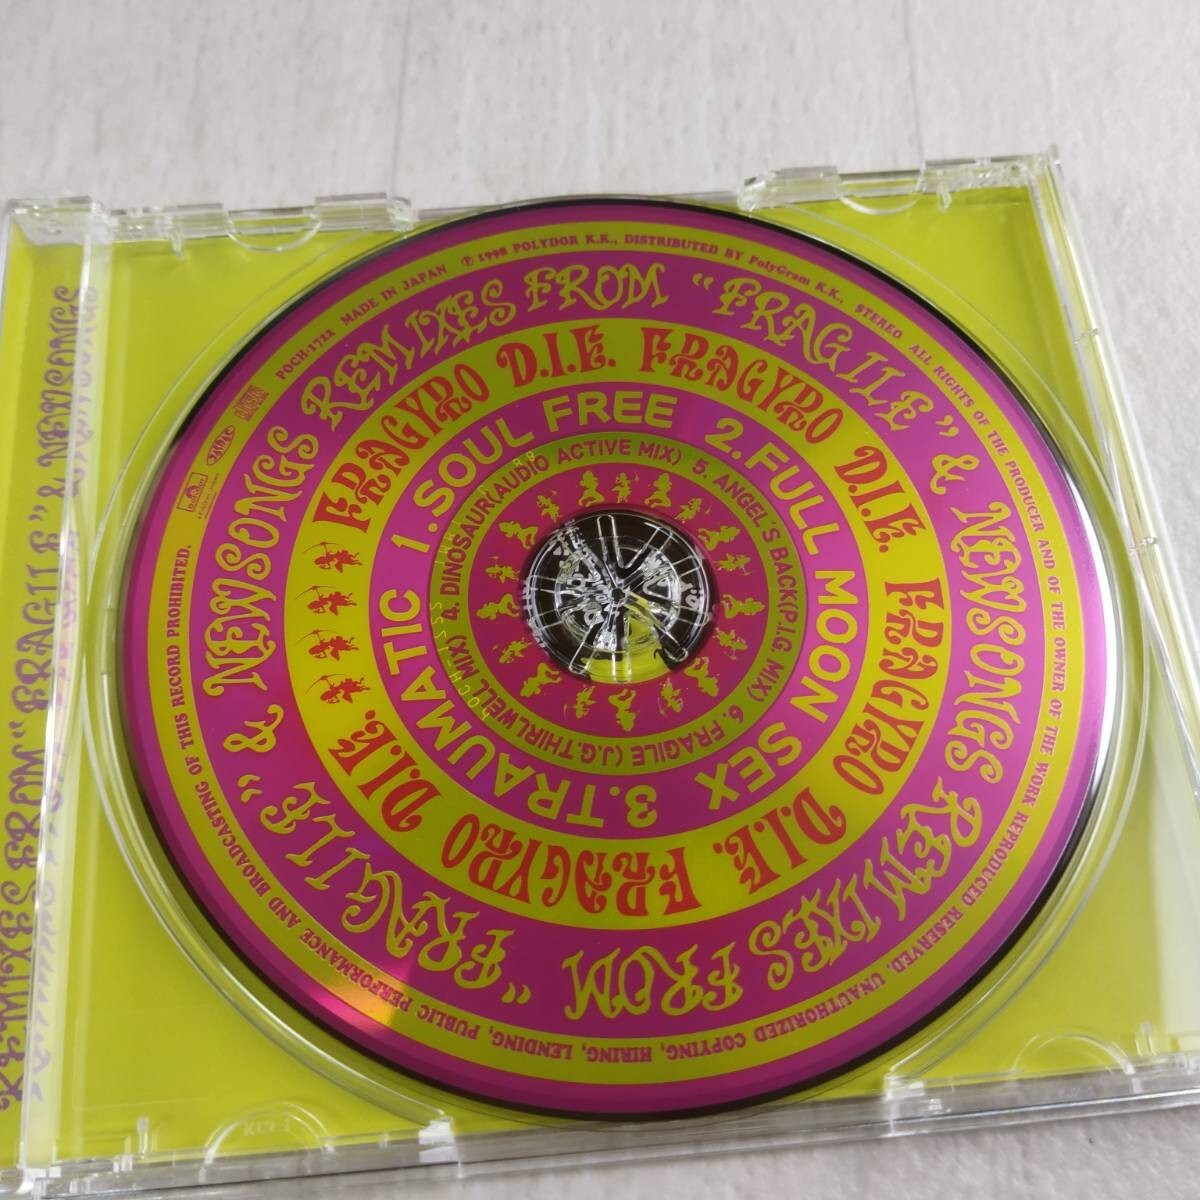 POCH-1722 MADE IN JAPAN ℗ 1998 POLYDOR K.K., DISTRIBUTED BY PolyGram K.K., STEREO ALL RIGHTS OF THE PRODUCER AND OF THE OWNER OF THE WORK REPRODUCED RESERVED. UNAUTHORIZED COPYING, HIRING, LENDING, PUBLIC PERFORMANCE AND BROADCASTING OF THIS RECORD PROHIBITED.
REMIXES FROM "FRAGILE" & NEWSONGS REMIXES FROM "FRAGILE" & NEWSONGS
FRAGYRO D.I.E. FRAGYRO D.I.E. FRAGYRO D.I.E. FRAGYRO D.I.E.
1.SOUL FREE 2.FULL MOON SEX 3.TRAUMATIC
4. DINOSAUR(AUDIO ACTIVE MIX) 5. ANGEL'S BACK(P.I.G. MIX) 6. FRAGILE (J.G.THIRLWELL MIX)
REMIXES FROM "FRAGILE" & NEWSONGS